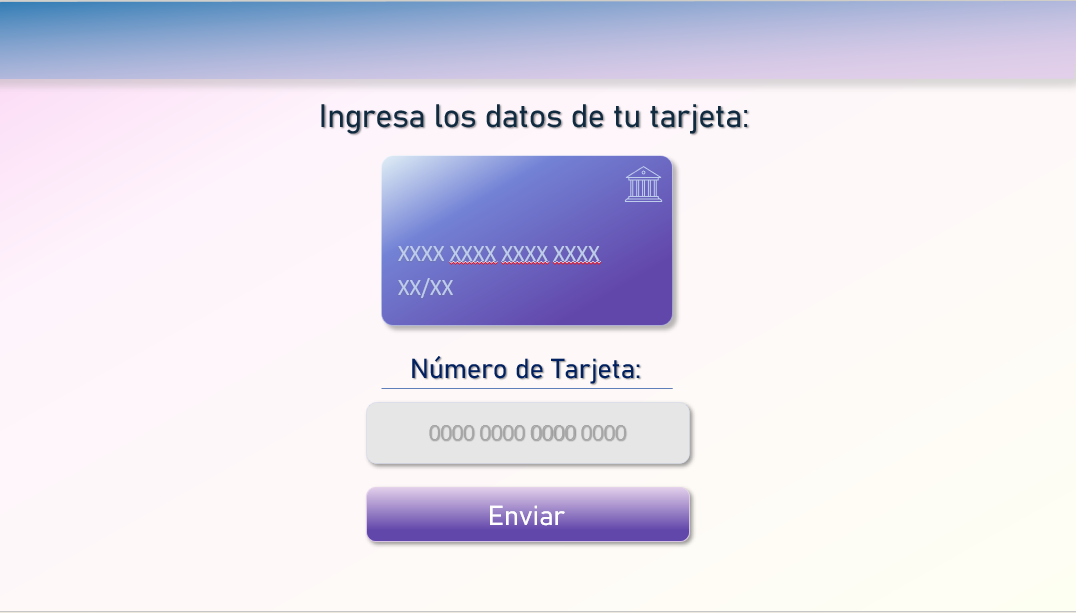 Ingresa los datos de tu tarjeta:
XXXX XXXX XXXX XXXX
XX/XX
Número de Tarjeta:
0000 0000 0000 0000
Enviar